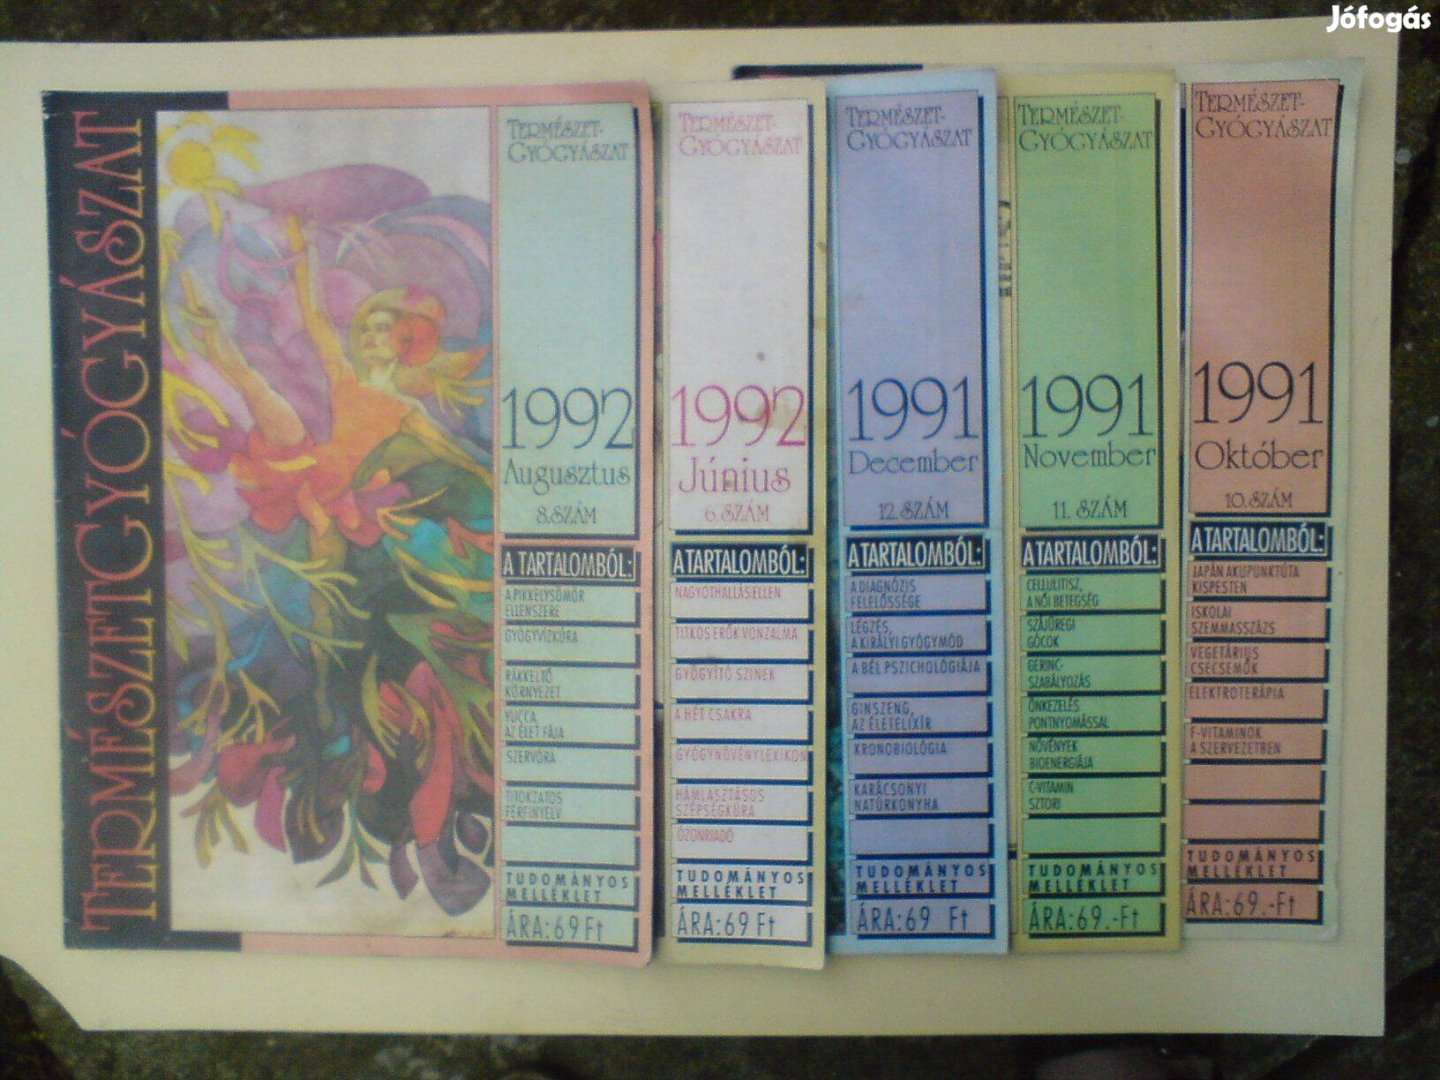 Jófogás
TERMÉSZETGYÓGYÁSZAT
TERMÉSZET-
GYÓGYÁSZAT
1992
Augusztus
8. SZÁM
A TARTALOMBÓL:
A PIKKELYSÖMÖR
ELLENSZERE
GYÓGYVÍZKÚRA
RÁKKELTŐ
KÖRNYEZET
YUCCA,
AZ ÉLET FÁJA
SZERVÓRA
TITOKZATOS
FÉRFINYELV
TUDOMÁNYOS
MELLÉKLET
ÁRA: 69 Ft
TERMÉSZET-
GYÓGYÁSZAT
1992
Június
6. SZÁM
A TARTALOMBÓL:
NAGYOTHALLÁS ELLEN
TITKOS ERŐK VONZALMA
GYÓGYÍTÓ SZÍNEK
A HÉT CSAKRA
GYÓGYNÖVÉNYLEXIKON
HÁMLASZTÁSOS
SZÉPSÉGKÚRA
ÓZONRIADÓ
TUDOMÁNYOS
MELLÉKLET
ÁRA: 69 Ft
TERMÉSZET-
GYÓGYÁSZAT
1991
December
12. SZÁM
A TARTALOMBÓL:
A DIAGNÓZIS
FELELŐSSÉGE
LÉGZÉS,
A KIRÁLYI GYÓGYMÓD
A BÉL PSZICHOLÓGIÁJA
GINSZENG,
AZ ÉLETELIXÍR
KRONOBIOLÓGIA
KARÁCSONYI
NATÚRKONYHA
TUDOMÁNYOS
MELLÉKLET
ÁRA: 69 Ft
TERMÉSZET-
GYÓGYÁSZAT
1991
November
11. SZÁM
A TARTALOMBÓL:
CELLULITISZ,
A NŐI BETEGSÉG
SZÁJÜREGI
GÓCOK
GERINC-
SZABÁLYOZÁS
ÖNKEZELÉS
PONTNYOMÁSSAL
NÖVÉNYEK
BIOENERGIÁJA
C-VITAMIN
SZTORI
TUDOMÁNYOS
MELLÉKLET
ÁRA: 69.-Ft
TERMÉSZET-
GYÓGYÁSZAT
1991
Október
10. SZÁM
A TARTALOMBÓL:
JAPÁN AKUPUNKTÚRA
KISPESTEN
ISKOLAI
SZEMMASSZÁZS
VEGETÁRIUS
CSECSEMŐK
ELEKTROTERÁPIA
F-VITAMINOK
A SZERVEZETBEN
TUDOMÁNYOS
MELLÉKLET
ÁRA: 69.-Ft